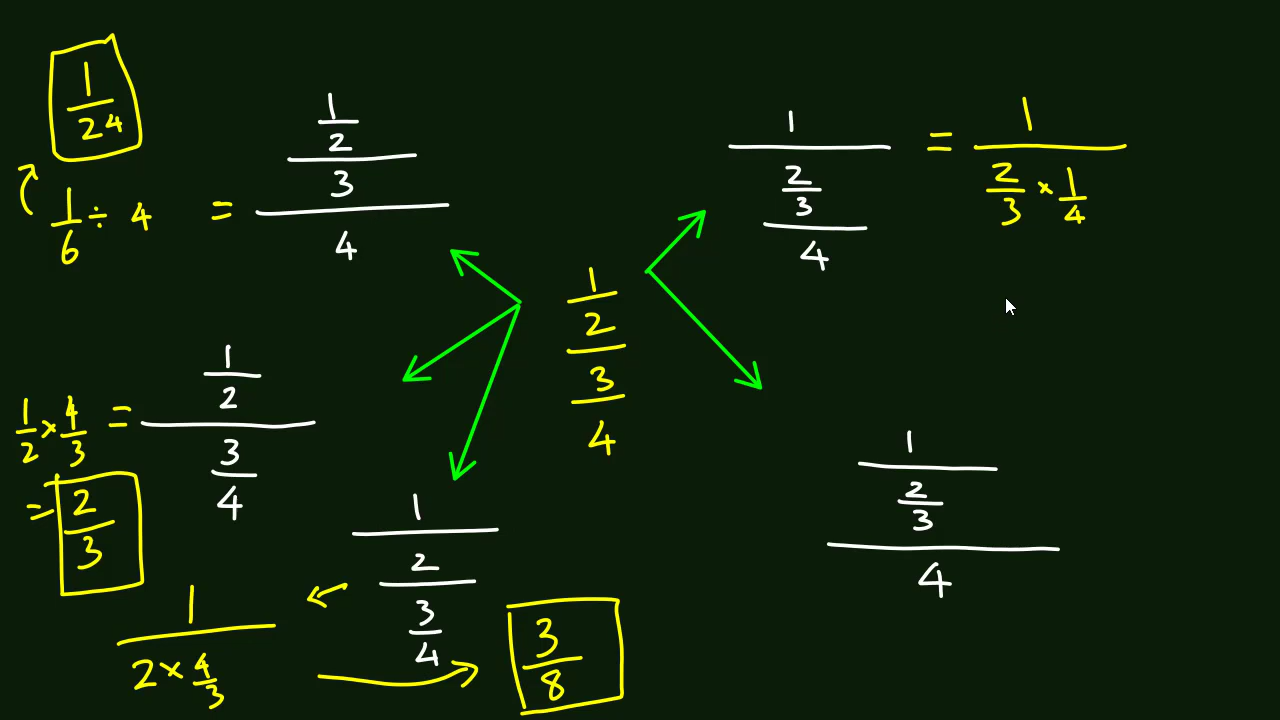 1/24
1/6 ÷ 4 = ((1/2)/3)/4
1/((2/3)/4) = 1/(2/3 × 1/4)
1
2
3
4
1/2 × 4/3 = (1/2)/(3/4)
= 2/3
1/(2/(3/4))
1/(2 × 4/3)
3/8
(1/(2/3))/4